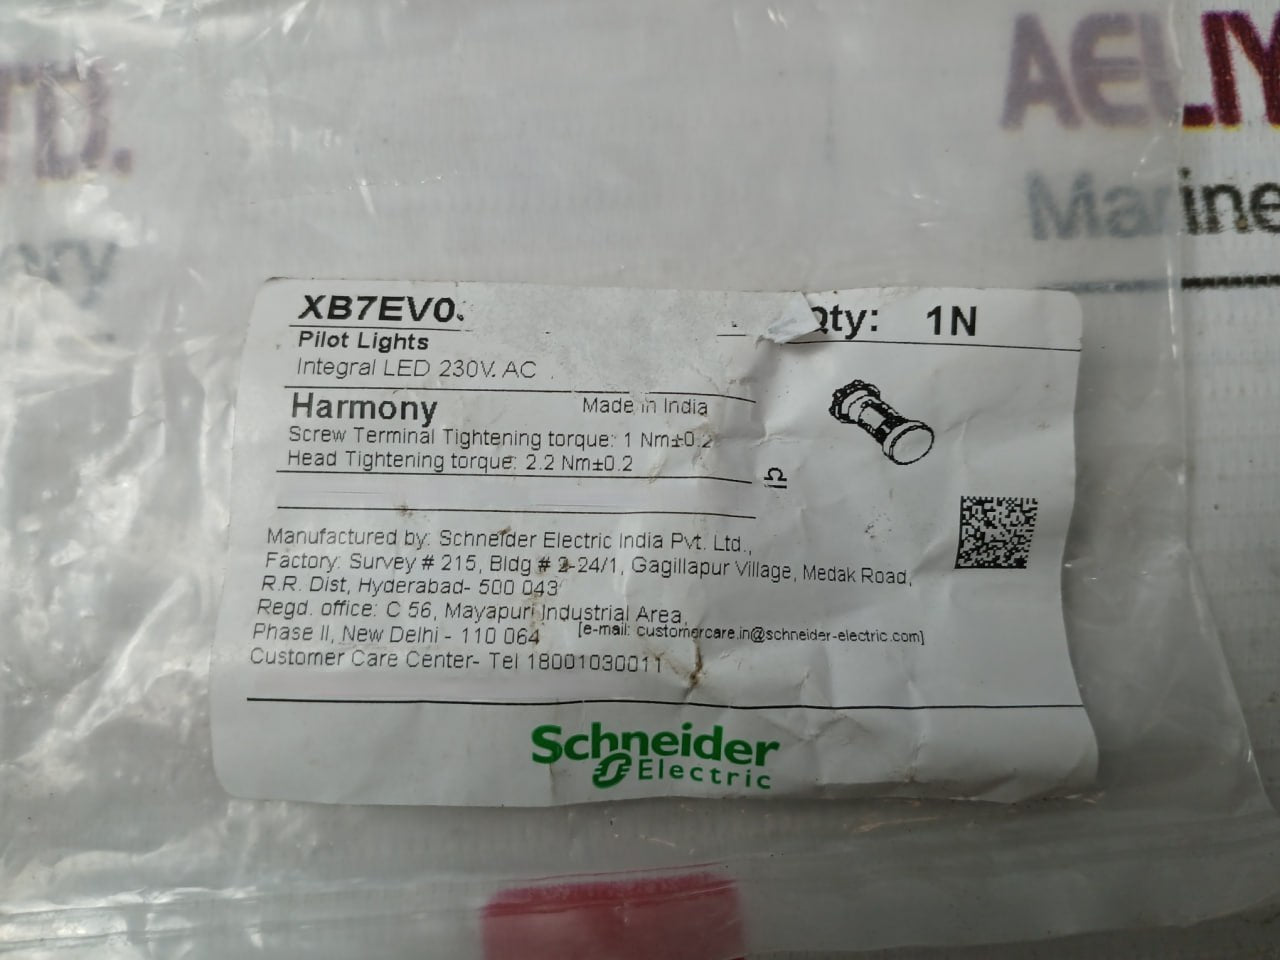 TD.
AELIY
Marine
XB7EV0
Qty: 1N
Pilot Lights
Integral LED 230V. AC
Harmony
Made in India
Screw Terminal Tightening torque: 1 Nm±0.2
Head Tightening torque: 2.2 Nm±0.2
Manufactured by: Schneider Electric India Pvt. Ltd.,
Factory: Survey # 215, Bldg # 2-24/1, Gagillapur Village, Medak Road,
R.R. Dist, Hyderabad- 500 043
Regd. office: C 56, Mayapuri Industrial Area,
Phase II, New Delhi - 110 064 [e-mail: customercare.in@schneider-electric.com]
Customer Care Center- Tel 18001030011
Schneider
Electric